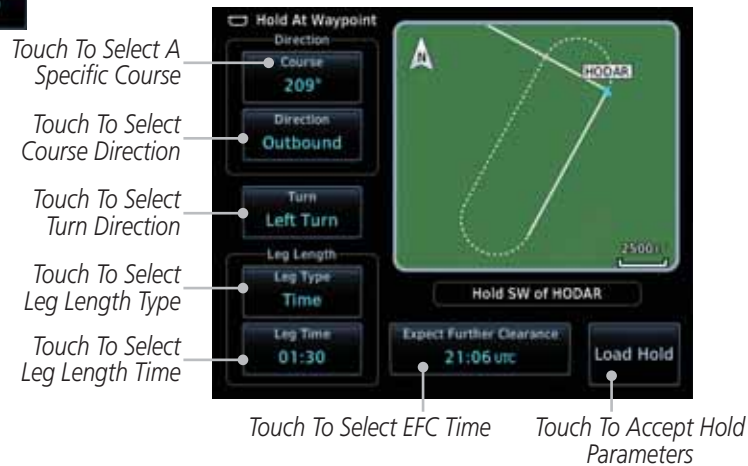 Hold At Waypoint
Touch To Select A
Specific Course
Direction
Course
209°
Touch To Select
Course Direction
Direction
Outbound
Touch To Select
Turn Direction
Turn
Left Turn
Touch To Select
Leg Length Type
Leg Length
Leg Type
Time
Touch To Select
Leg Length Time
Leg Time
01:30
N
HODAR
Hold SW of HODAR
Expect Further Clearance
21:06 UTC
Load Hold
Touch To Select EFC Time
Touch To Accept Hold
Parameters